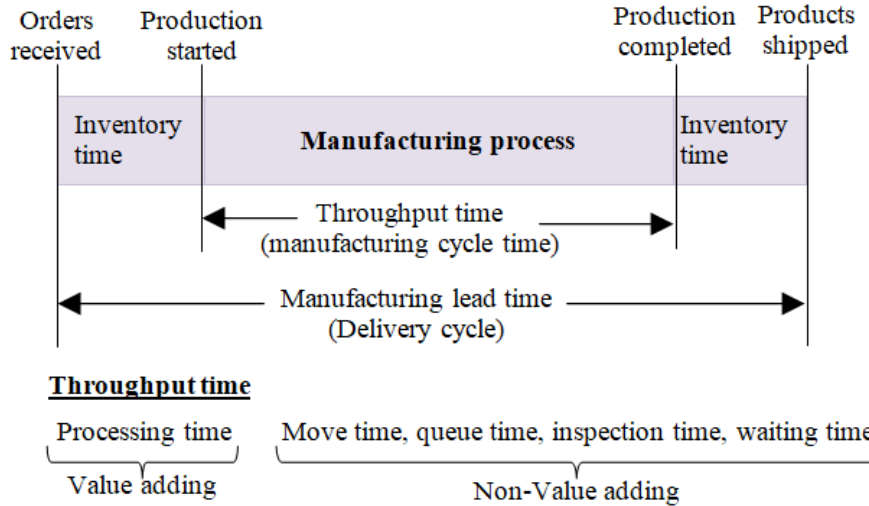 Orders received
Production started
Production completed
Products shipped
Inventory time
Manufacturing process
Inventory time
Throughput time
(manufacturing cycle time)
Manufacturing lead time
(Delivery cycle)
Throughput time
Processing time
Move time, queue time, inspection time, waiting time
Value adding
Non-Value adding